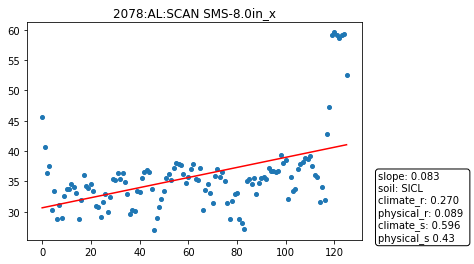 2078:AL:SCAN SMS-8.0in_x
60
55
50
45
40
35
30
0
20
40
60
80
100
120
slope: 0.083
soil: SICL
climate_r: 0.270
physical_r: 0.089
climate_s: 0.596
physical_s 0.43